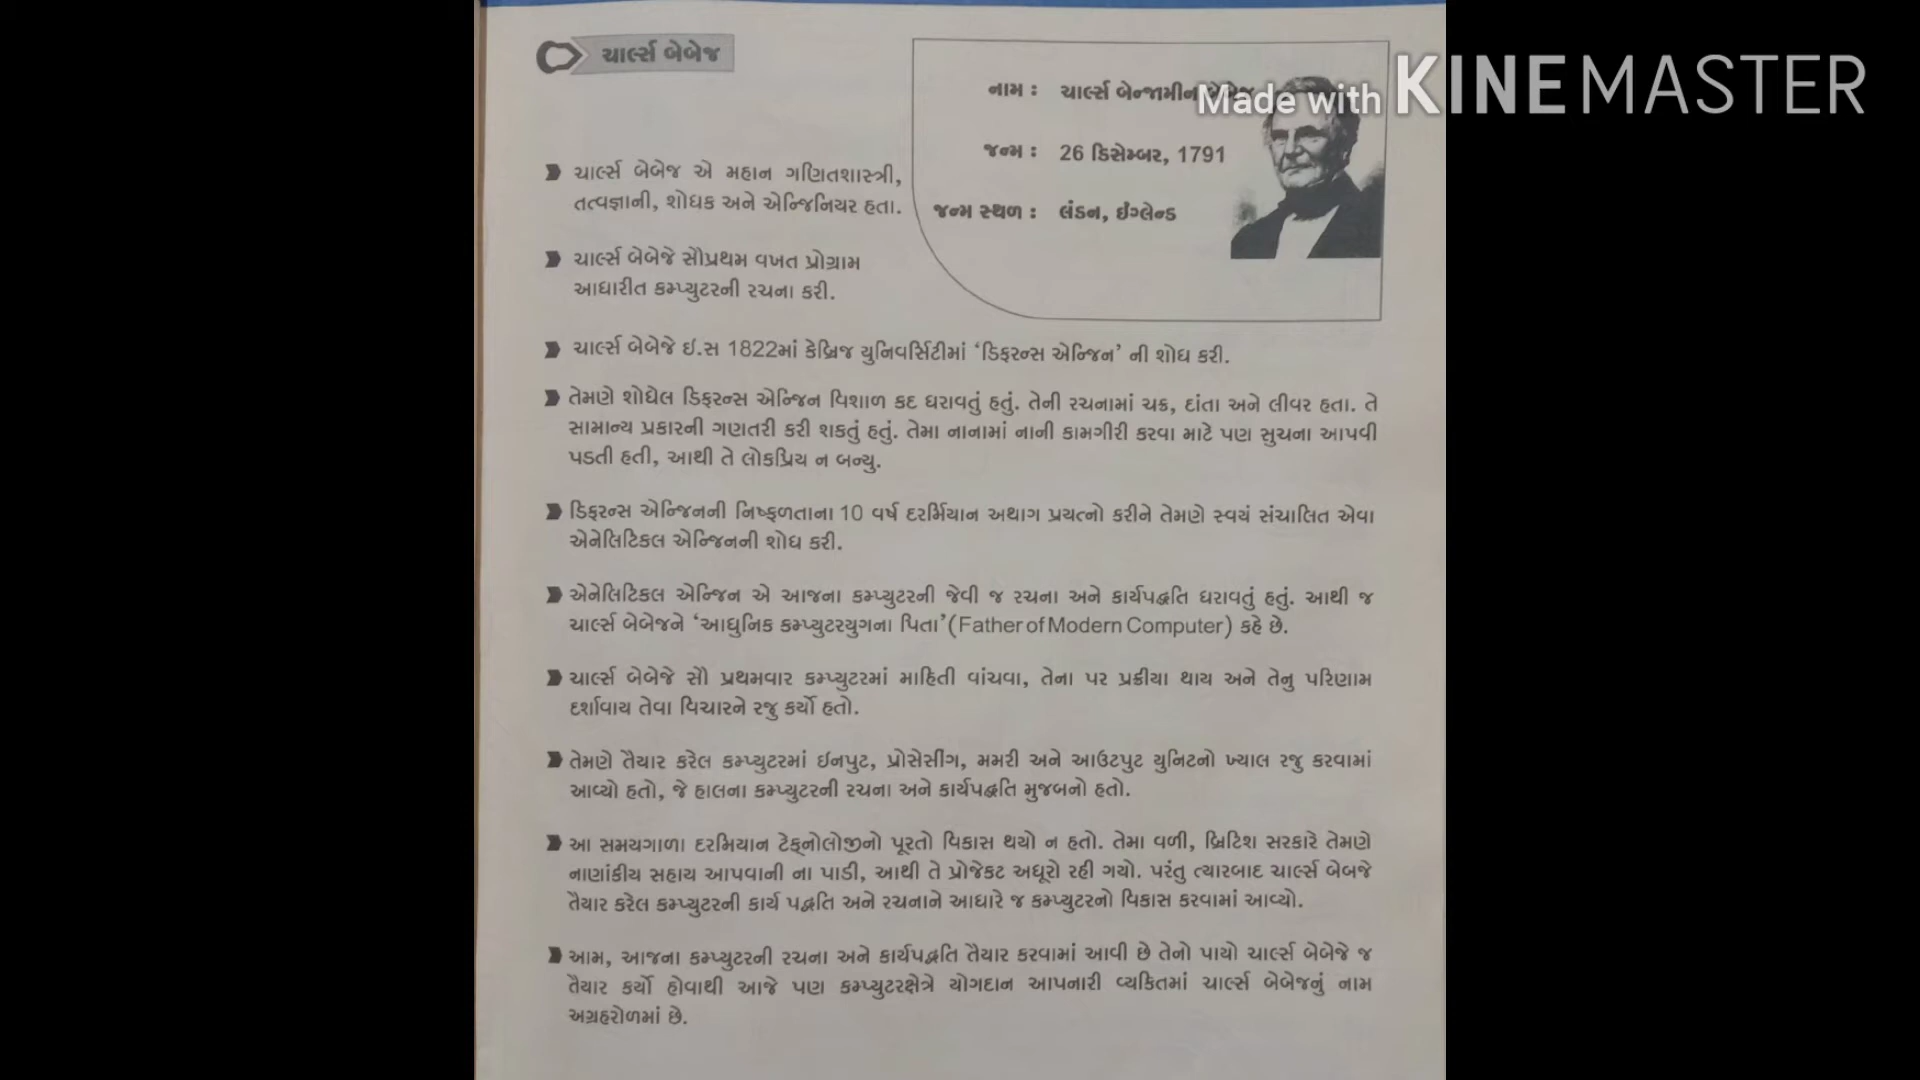 ચાર્લ્સ બેબેજ
Made with KINEMASTER
નામ : ચાર્લ્સ બેન્જામીન બેબેજ
જન્મ : 26 ડિસેમ્બર, 1791
જન્મ સ્થળ : લંડન, ઈંગ્લેન્ડ
ચાર્લ્સ બેબેજ એ મહાન ગણિતશાસ્ત્રી,
તત્વજ્ઞાની, શોધક અને એન્જિનિયર હતા.
ચાર્લ્સ બેબેજે સૌપ્રથમ વખત પ્રોગ્રામ
આધારીત કમ્પ્યુટરની રચના કરી.
ચાર્લ્સ બેબેજે ઇ.સ 1822માં કેબ્રિજ યુનિવર્સિટીમાં ‘ડિફરન્સ એન્જિન’ ની શોધ કરી.
તેમણે શોધેલ ડિફરન્સ એન્જિન વિશાળ કદ ધરાવતું હતું. તેની રચનામાં ચક્ર, દાંતા અને લીવર હતા. તે
સામાન્ય પ્રકારની ગણતરી કરી શકતું હતું. તેમા નાનામાં નાની કામગીરી કરવા માટે પણ સુચના આપવી
પડતી હતી, આથી તે લોકપ્રિય ન બન્યુ.
ડિફરન્સ એન્જિનની નિષ્ફળતાના 10 વર્ષ દરર્મિયાન અથાગ પ્રયત્નો કરીને તેમણે સ્વયં સંચાલિત એવા
એનેલિટિકલ એન્જિનની શોધ કરી.
એનેલિટિકલ એન્જિન એ આજના કમ્પ્યુટરની જેવી જ રચના અને કાર્યપદ્ધતિ ધરાવતું હતું. આથી જ
ચાર્લ્સ બેબેજને ‘આધુનિક કમ્પ્યુટરયુગના પિતા’ (Father of Modern Computer) કહે છે.
ચાર્લ્સ બેબેજે સૌ પ્રથમવાર કમ્પ્યુટરમાં માહિતી વાંચવા, તેના પર પ્રક્રીયા થાય અને તેનુ પરિણામ
દર્શાવાય તેવા વિચારને રજુ કર્યો હતો.
તેમણે તૈયાર કરેલ કમ્પ્યુટરમાં ઈનપુટ, પ્રોસેસીંગ, મમરી અને આઉટપુટ યુનિટનો ખ્યાલ રજુ કરવામાં
આવ્યો હતો, જે હાલના કમ્પ્યુટરની રચના અને કાર્યપદ્ધતિ મુજબનો હતો.
આ સમયગાળા દરમિયાન ટેક્નોલોજીનો પૂરતો વિકાસ થયો ન હતો. તેમા વળી, બ્રિટિશ સરકારે તેમણે
નાણાંકીય સહાય આપવાની ના પાડી, આથી તે પ્રોજેકટ અધૂરો રહી ગયો. પરંતુ ત્યારબાદ ચાર્લ્સ બેબજે
તૈયાર કરેલ કમ્પ્યુટરની કાર્ય પદ્ધતિ અને રચનાને આધારે જ કમ્પ્યુટરનો વિકાસ કરવામાં આવ્યો.
આમ, આજના કમ્પ્યુટરની રચના અને કાર્યપદ્ધતિ તૈયાર કરવામાં આવી છે તેનો પાયો ચાર્લ્સ બેબેજે જ
તૈયાર કર્યો હોવાથી આજે પણ કમ્પ્યુટરક્ષેત્રે યોગદાન આપનારી વ્યકિતમાં ચાર્લ્સ બેબેજનું નામ
અગ્રહરોળમાં છે.